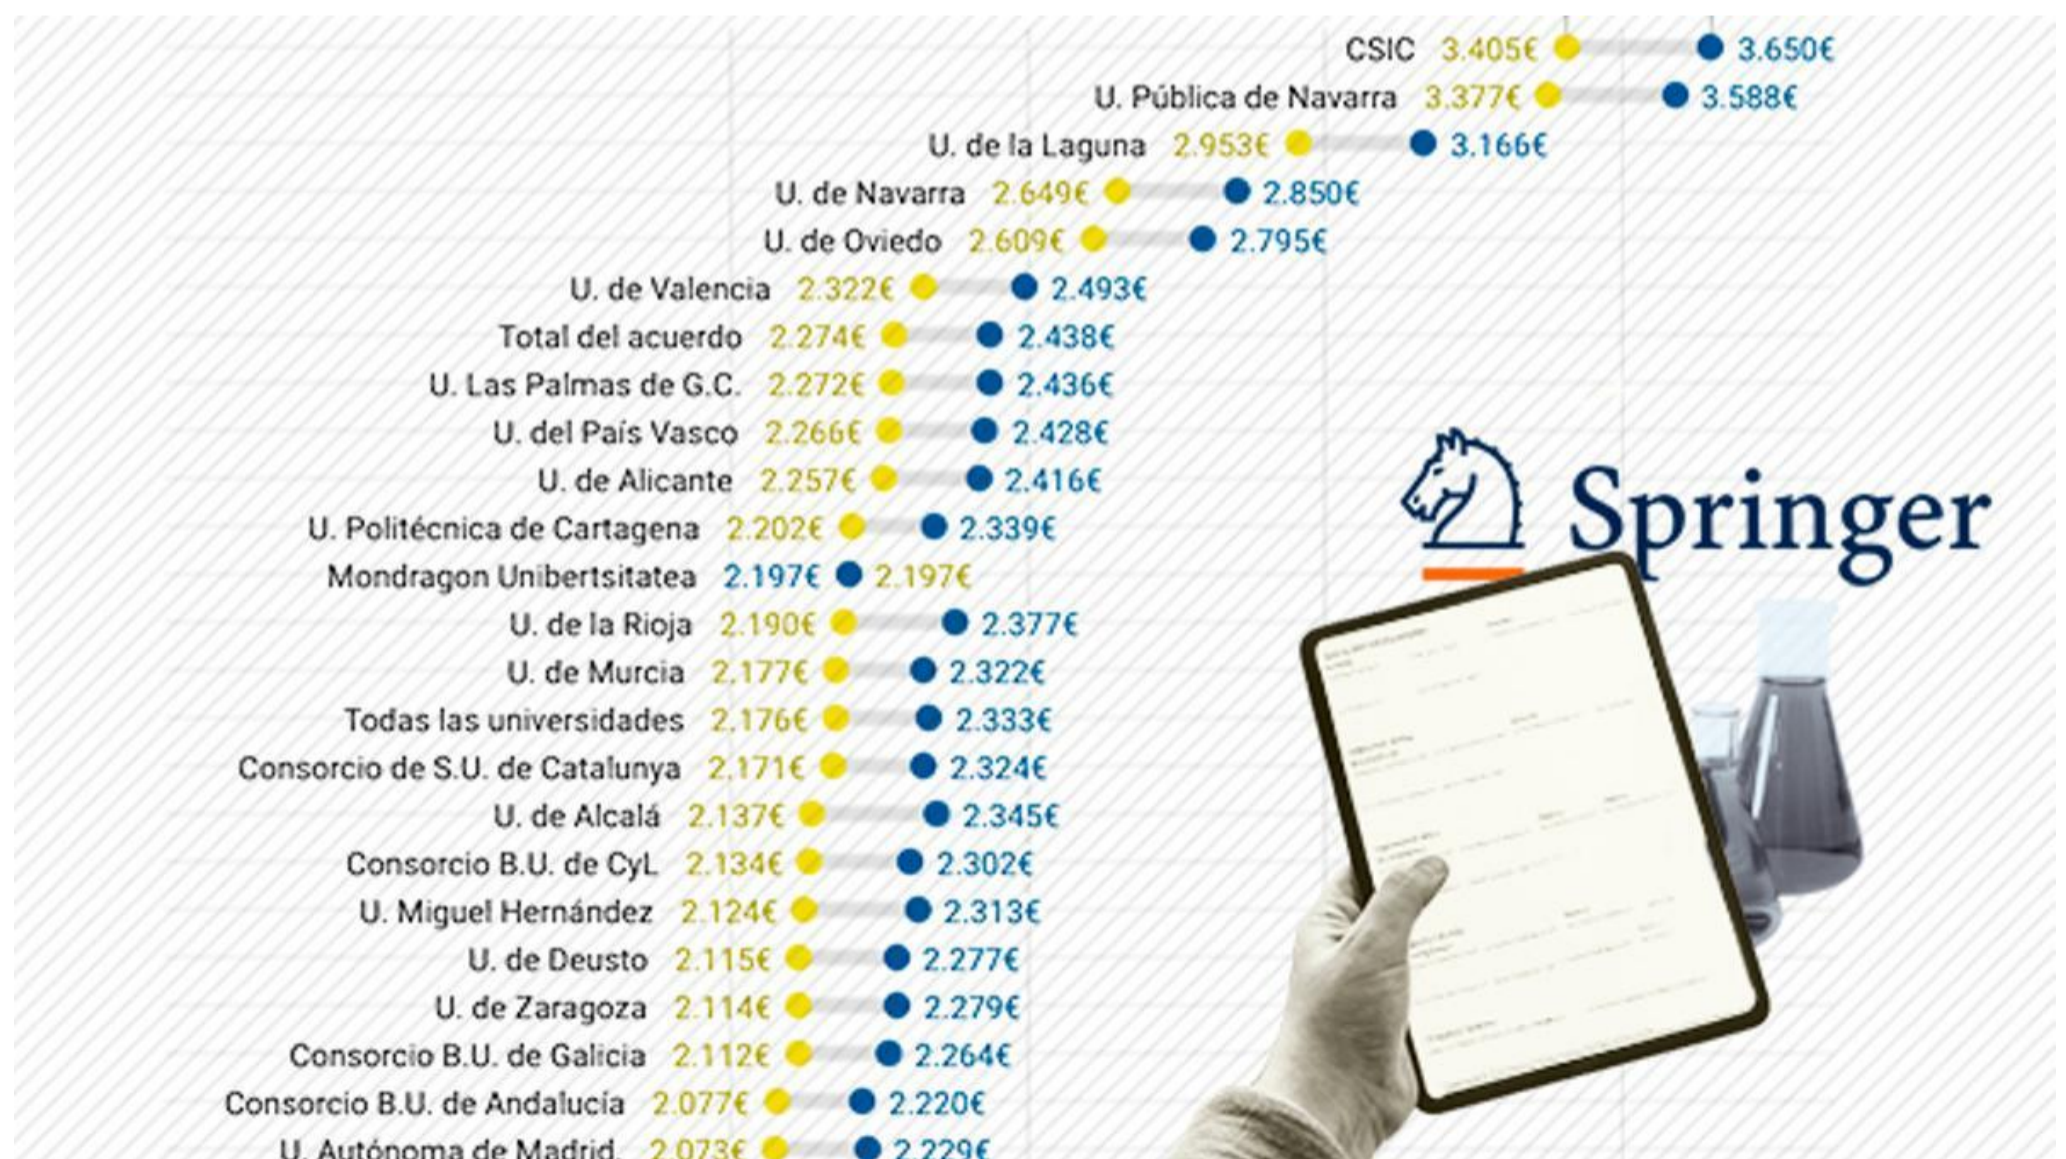 CSIC 3.405€ 3.650€
U. Pública de Navarra 3.377€ 3.588€
U. de la Laguna 2.953€ 3.166€
U. de Navarra 2.649€ 2.850€
U. de Oviedo 2.609€ 2.795€
U. de Valencia 2.322€ 2.493€
Total del acuerdo 2.274€ 2.438€
U. Las Palmas de G.C. 2.272€ 2.436€
U. del País Vasco 2.266€ 2.428€
U. de Alicante 2.257€ 2.416€
U. Politécnica de Cartagena 2.202€ 2.339€
Mondragon Unibertsitatea 2.197€ 2.197€
U. de la Rioja 2.190€ 2.377€
U. de Murcia 2.177€ 2.322€
Todas las universidades 2.176€ 2.333€
Consorcio de S.U. de Catalunya 2.171€ 2.324€
U. de Alcalá 2.137€ 2.345€
Consorcio B.U. de CyL 2.134€ 2.302€
U. Miguel Hernández 2.124€ 2.313€
U. de Deusto 2.115€ 2.277€
U. de Zaragoza 2.114€ 2.279€
Consorcio B.U. de Galicia 2.112€ 2.264€
Consorcio B.U. de Andalucía 2.077€ 2.220€
U. Autónoma de Madrid. 2.073€ 2.229€
Springer